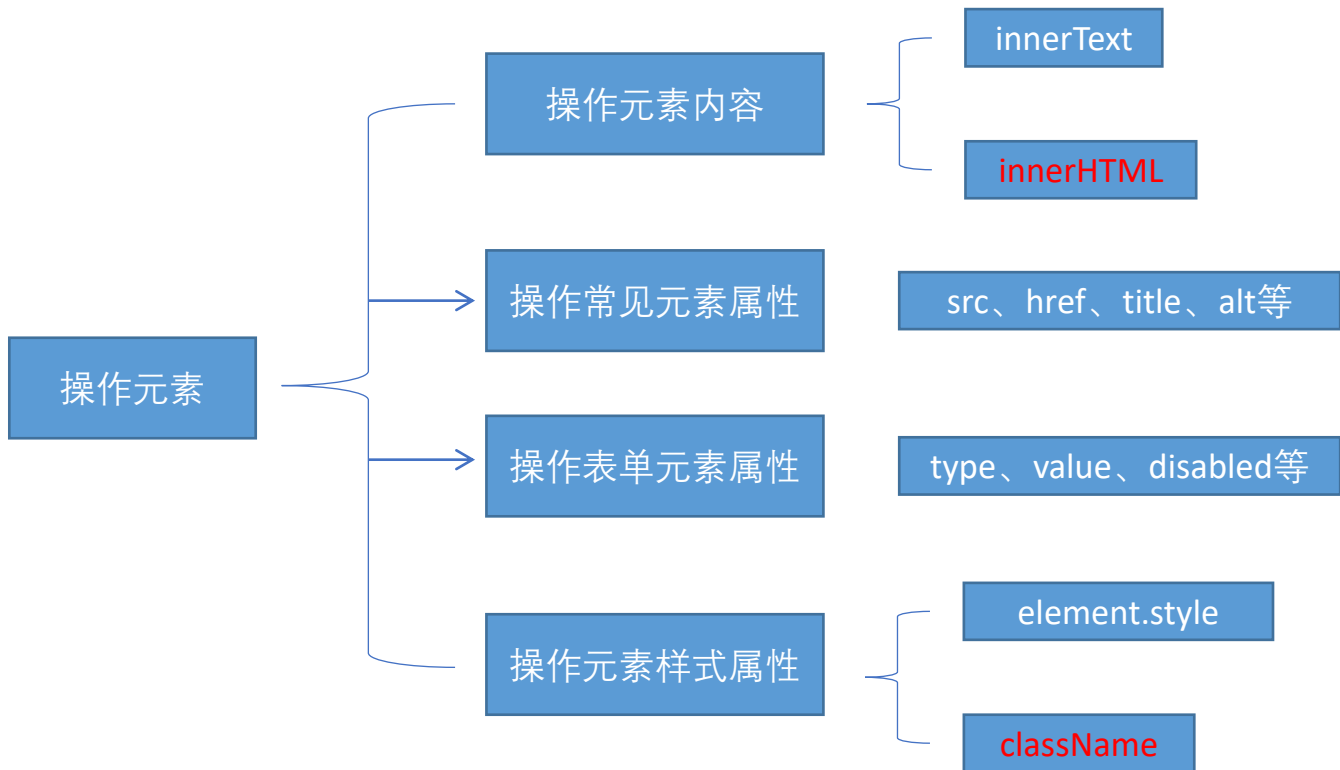 操作元素
操作元素内容
innerText
innerHTML
操作常见元素属性
src、href、title、alt等
操作表单元素属性
type、value、disabled等
操作元素样式属性
element.style
className